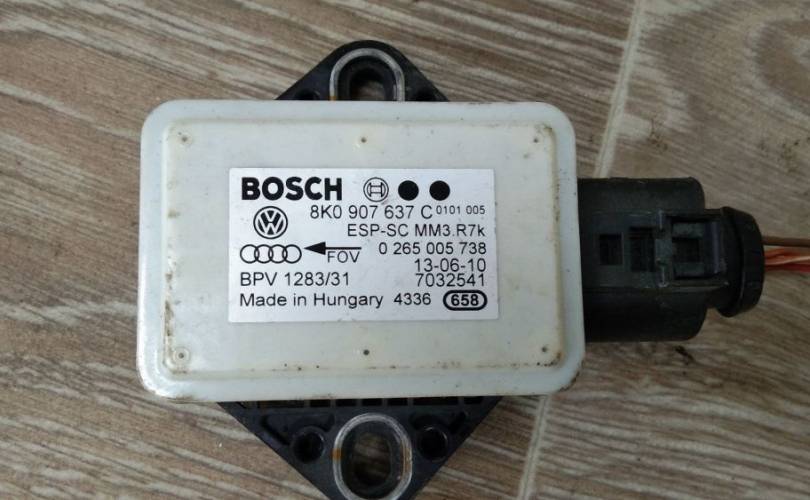 BOSCH
8K0 907 637 C 0101 005
ESP-SC MM3.R7k
FOV 0 265 005 738
13-06-10
BPV 1283/31 7032541
Made in Hungary 4336 658